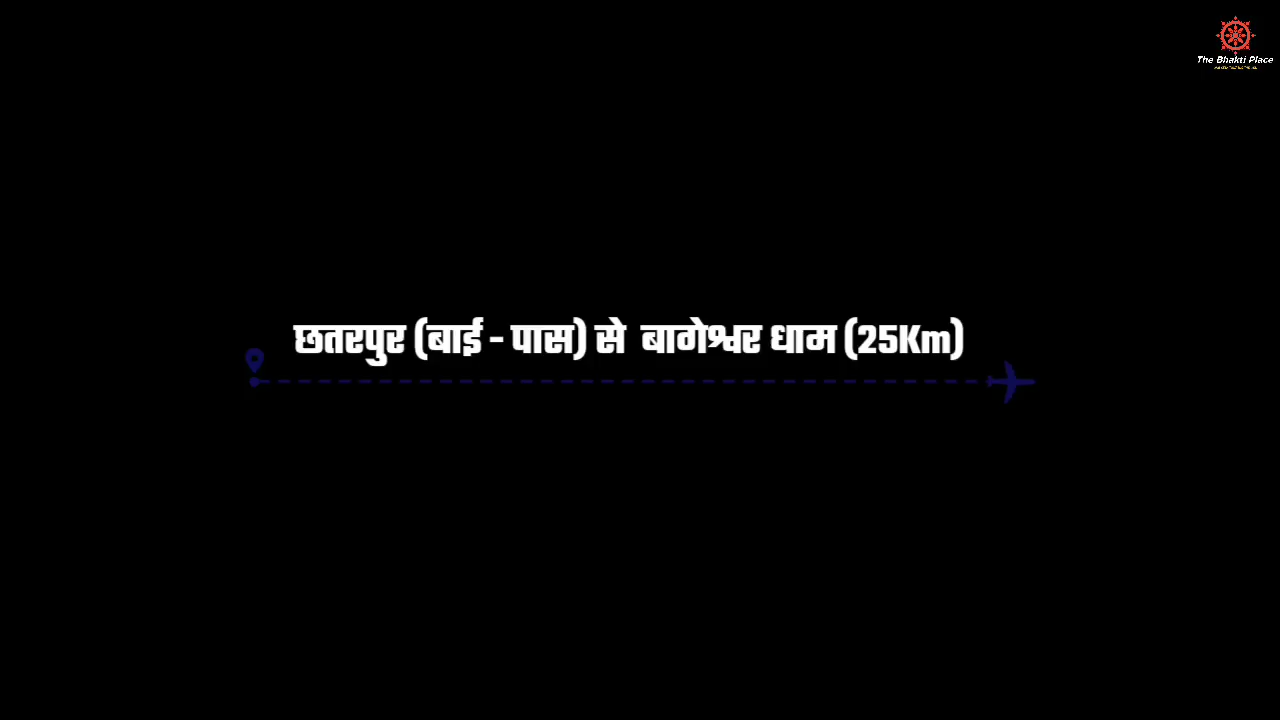 The Bhakti Place
छतरपुर (बाई - पास) से बागेश्वर धाम (25Km)